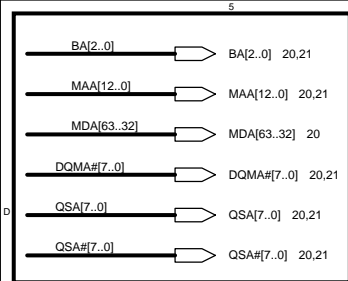 5
BA[2..0] BA[2..0] 20,21
MAA[12..0] MAA[12..0] 20,21
MDA[63..32] MDA[63..32] 20
DQMA#[7..0] DQMA#[7..0] 20,21
D
QSA[7..0] QSA[7..0] 20,21
QSA#[7..0] QSA#[7..0] 20,21